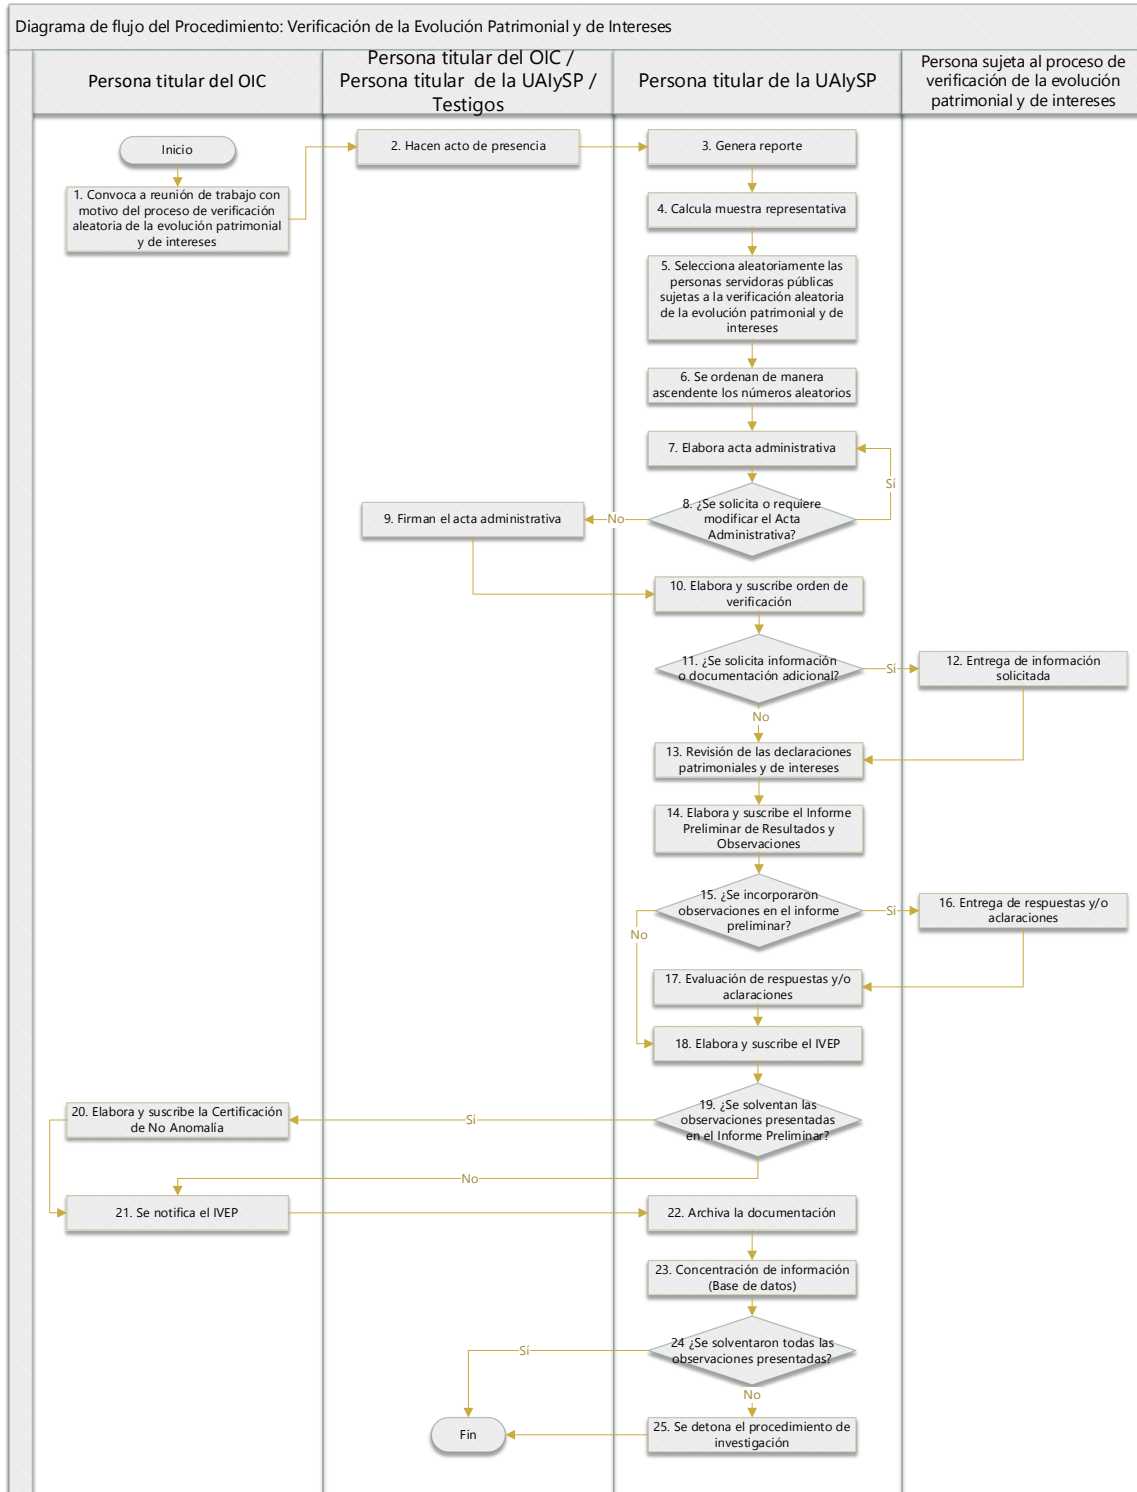 Diagrama de flujo del Procedimiento: Verificación de la Evolución Patrimonial y de Intereses
Persona titular del OIC
Persona titular del OIC /
Persona titular de la UAIySP /
Testigos
Persona titular de la UAIySP
Persona sujeta al proceso de
verificación de la evolución
patrimonial y de intereses
Inicio
1. Convoca a reunión de trabajo con
motivo del proceso de verificación
aleatoria de la evolución patrimonial
y de intereses
2. Hacen acto de presencia
3. Genera reporte
4. Calcula muestra representativa
5. Selecciona aleatoriamente las
personas servidoras públicas
sujetas a la verificación aleatoria
de la evolución patrimonial y de
intereses
6. Se ordenan de manera
ascendente los números aleatorios
7. Elabora acta administrativa
Sí
8. ¿Se solicita o requiere
modificar el Acta
Administrativa?
No
9. Firman el acta administrativa
10. Elabora y suscribe orden de
verificación
11. ¿Se solicita información
o documentación adicional?
Sí
12. Entrega de información
solicitada
No
13. Revisión de las declaraciones
patrimoniales y de intereses
14. Elabora y suscribe el Informe
Preliminar de Resultados y
Observaciones
15. ¿Se incorporaron
observaciones en el informe
preliminar?
Sí
16. Entrega de respuestas y/o
aclaraciones
No
17. Evaluación de respuestas y/o
aclaraciones
18. Elabora y suscribe el IVEP
19. ¿Se solventan las
observaciones presentadas
en el Informe Preliminar?
Sí
20. Elabora y suscribe la Certificación
de No Anomalía
No
21. Se notifica el IVEP
22. Archiva la documentación
23. Concentración de información
(Base de datos)
24 ¿Se solventaron todas las
observaciones presentadas?
Sí
No
Fin
25. Se detona el procedimiento de
investigación